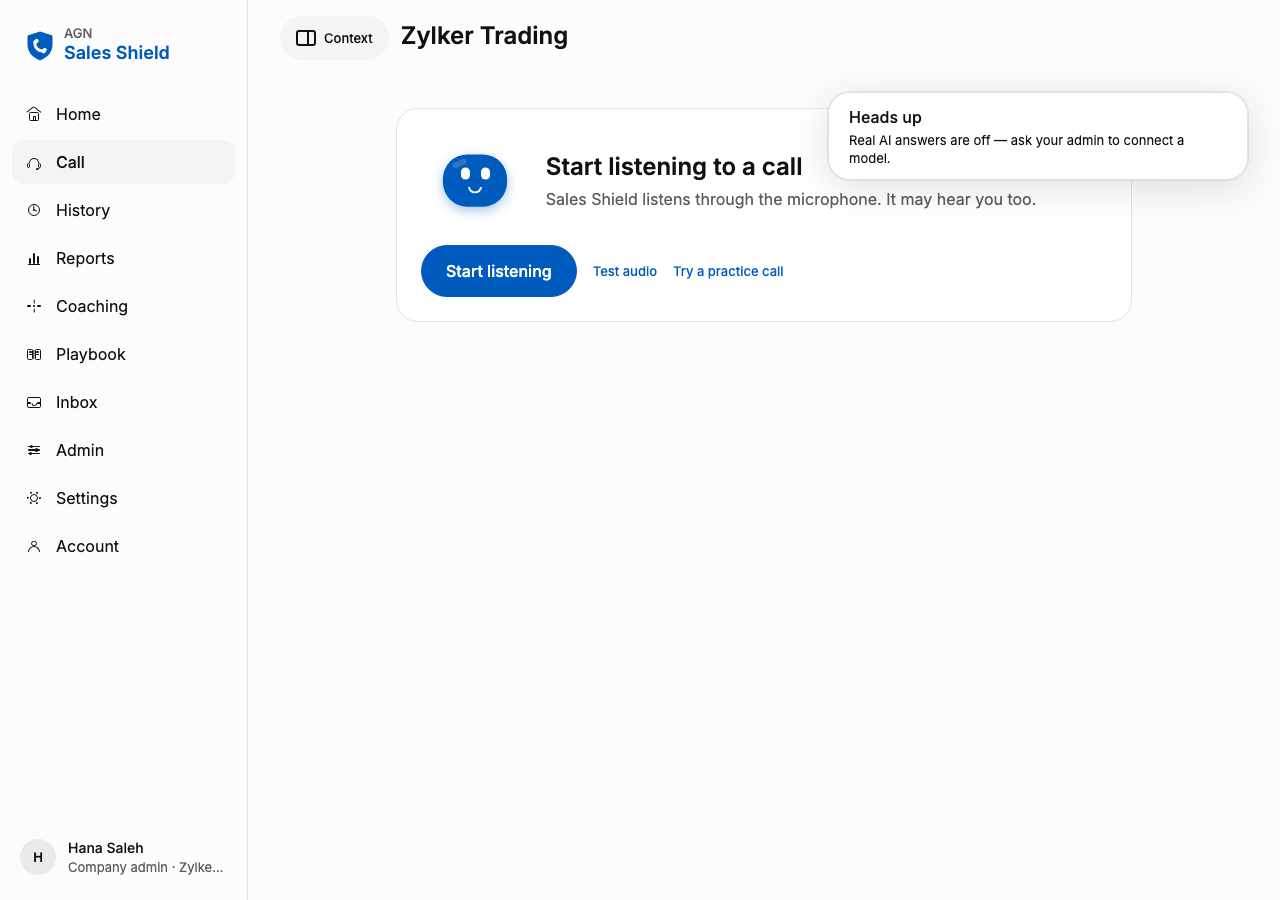 AGN
Sales Shield
Home
Call
History
Reports
Coaching
Playbook
Inbox
Admin
Settings
Account
H
Hana Saleh
Company admin · Zylke…
Context
Zylker Trading
Heads up
Real AI answers are off — ask your admin to connect a
model.
Start listening to a call
Sales Shield listens through the microphone. It may hear you too.
Start listening
Test audio
Try a practice call